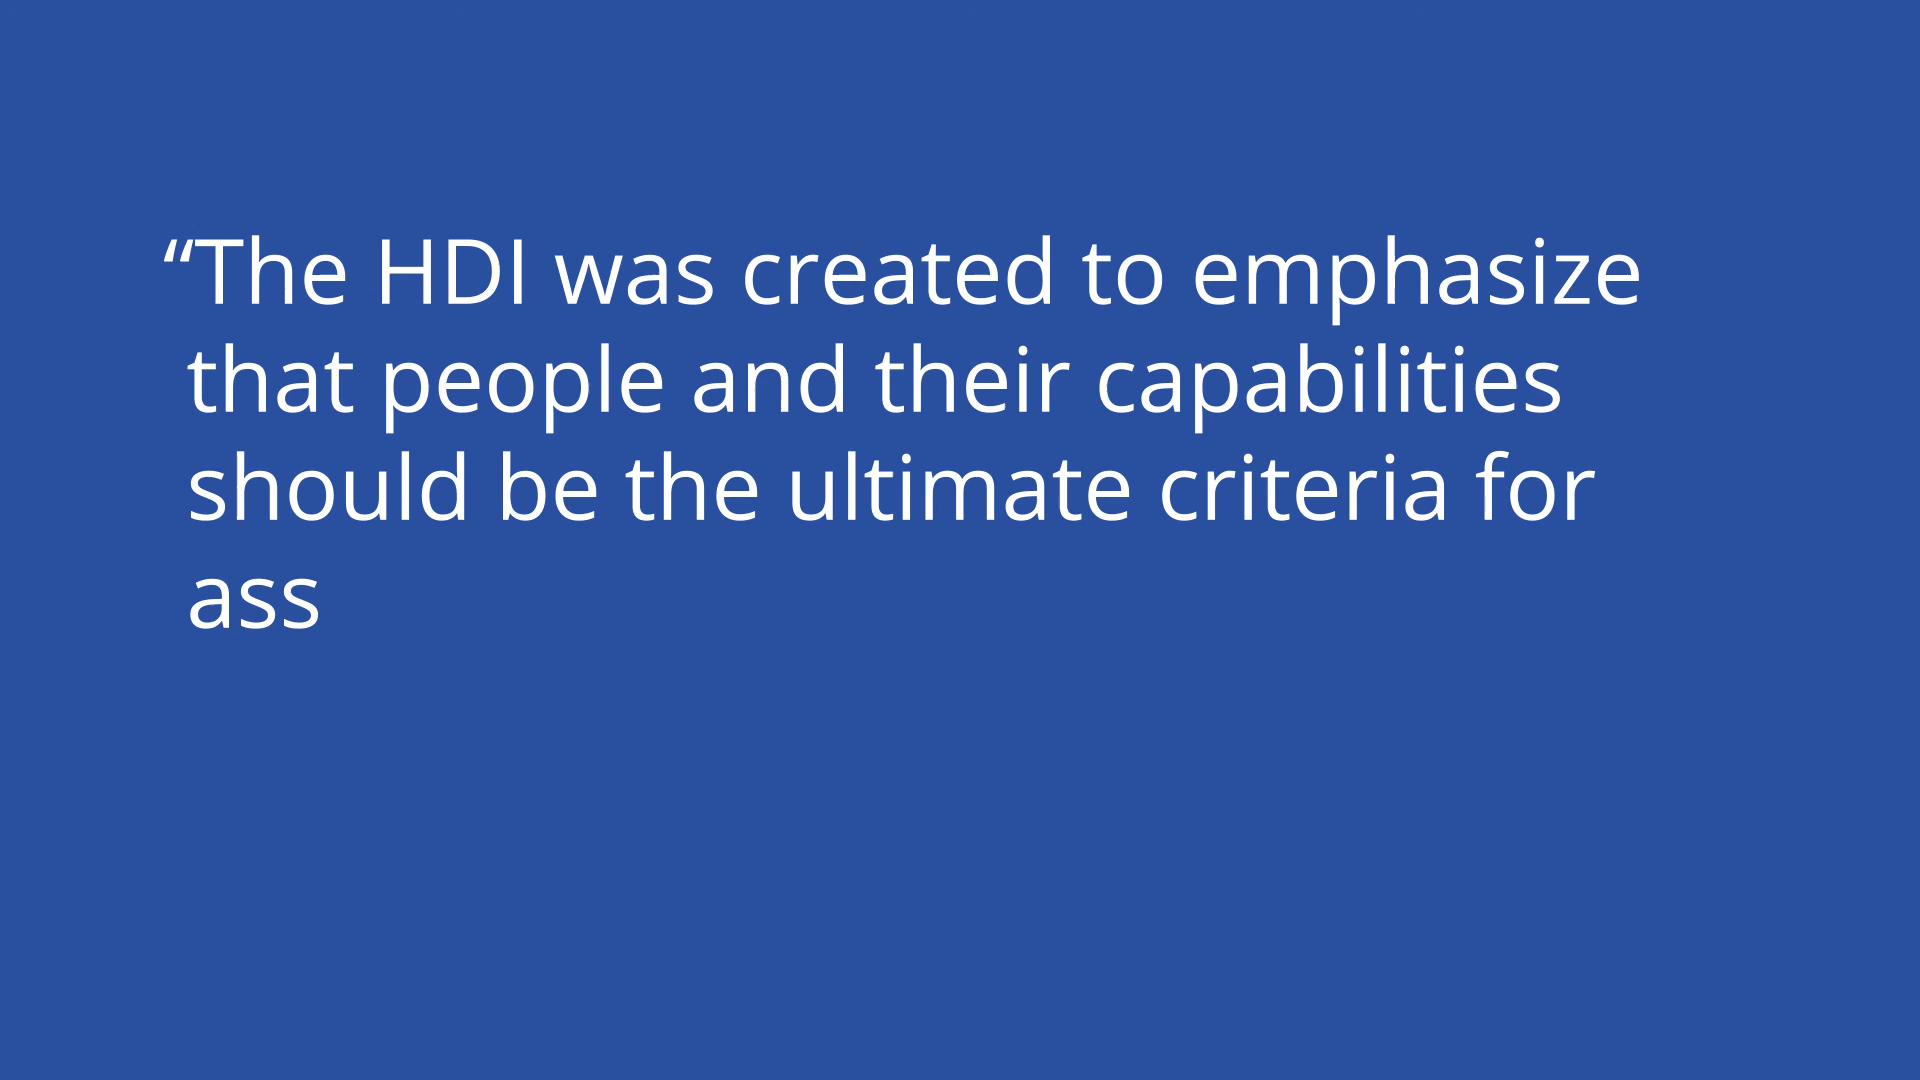 “The HDI was created to emphasize
that people and their capabilities
should be the ultimate criteria for
ass